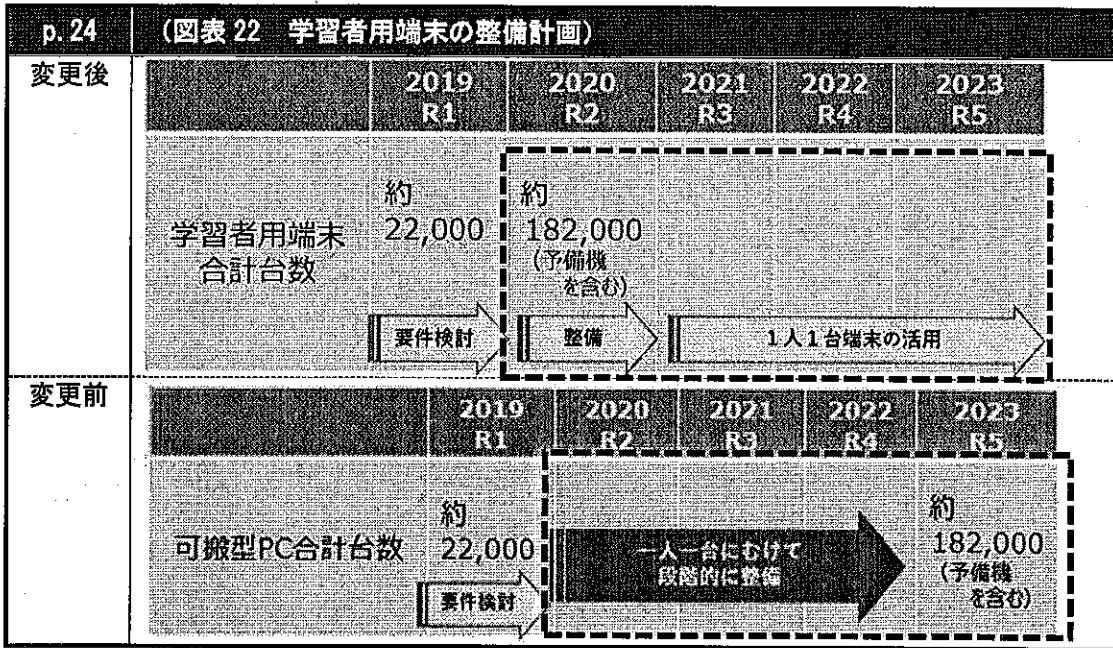 p.24 （図表22 学習者用端末の整備計画）
変更後
2019 2020 2021 2022 2023
R1 R2 R3 R4 R5
約 約
学習者用端末 22,000 182,000
合計台数 （予備機
を含む）
要件検討 整備 1人1台端末の活用
変更前
2019 2020 2021 2022 2023
R1 R2 R3 R4 R5
約 約
可搬型PC合計台数 22,000 一人一台にむけて 182,000
段階的に整備 （予備機
を含む）
要件検討